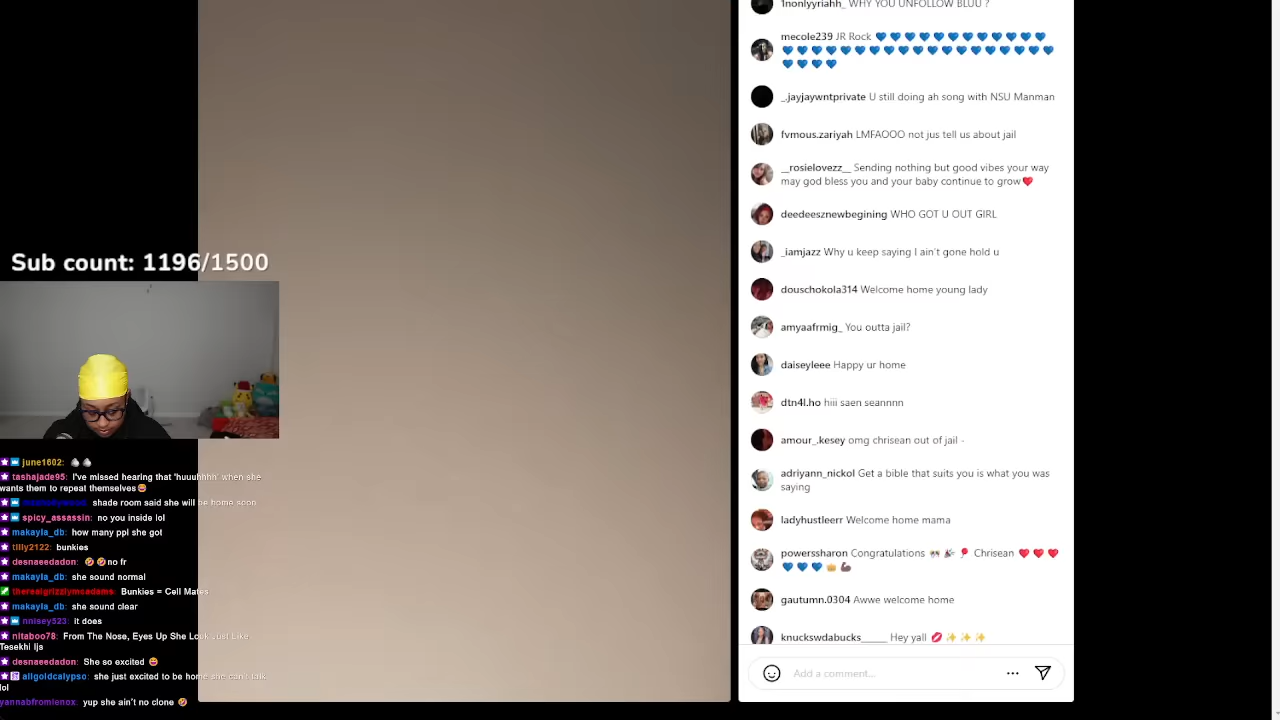 1nonlyyriahh_ WHY YOU UNFOLLOW BLUU ?
mecole239 JR Rock 💙💙💙💙💙💙💙💙💙💙💙💙
💙💙💙💙💙💙💙💙💙💙💙💙💙💙💙💙💙💙💙
💙💙💙💙
_.jayjaywntprivate U still doing ah song with NSU Manman
fvmous.zariyah LMFAOOO not jus tell us about jail
__rosielovezz__ Sending nothing but good vibes your way
may god bless you and your baby continue to grow❤️
deedeesznewbegining WHO GOT U OUT GIRL
_iamjazz Why u keep saying I ain't gone hold u
douschokola314 Welcome home young lady
amyaafrmig_ You outta jail?
daiseyleee Happy ur home
dtn4l.ho hiii saen seannnn
amour_.kesey omg chrisean out of jail -
adriyann_nickol Get a bible that suits you is what you was
saying
ladyhustleerr Welcome home mama
powerssharon Congratulations Chrisean ❤️❤️❤️
💙💙💙👑💪🏾
gautumn.0304 Awwe welcome home
knuckswdabucks_____ Hey yall 💋✨✨✨
Add a comment...
Sub count: 1196/1500
june1602:
tashajade95: I've missed hearing that 'huuuhhhh' when she
wants them to repeat themselves
shade room said she will be home soon
spicy_assassin: no you inside lol
makayla_db: how many ppl she got
tilly2122: bunkies
desnaeedadon: 🤣🤣no fr
makayla_db: she sound normal
therealgrizzlymcadams: Bunkies = Cell Mates
makayla_db: she sound clear
nnisey523: it does
nitaboo78: From The Nose, Eyes Up She Look Just Like
Tesekhi ljs
desnaeedadon: She so excited
allgoldcalypso: she just excited to be home she can't talk
lol
yannabfromlenox: yup she ain't no clone 🤣